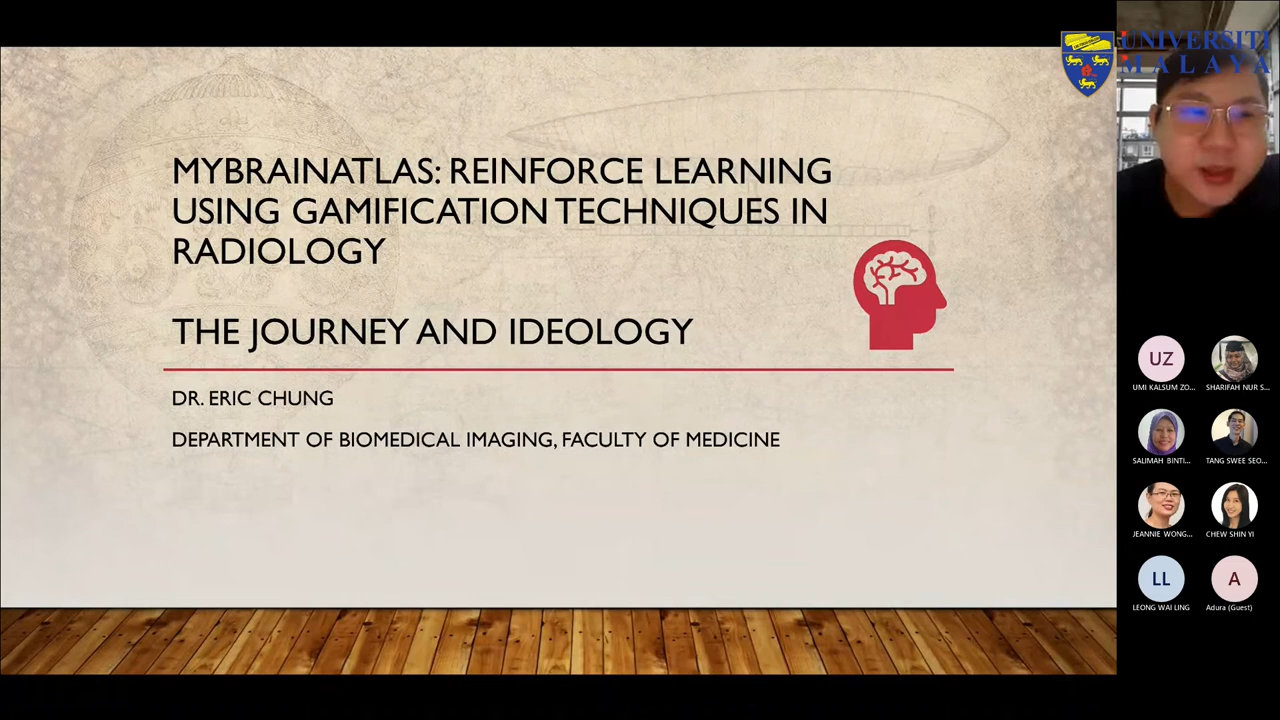 UNIVERSITI
MALAYA
MYBRAINATLAS: REINFORCE LEARNING
USING GAMIFICATION TECHNIQUES IN
RADIOLOGY
THE JOURNEY AND IDEOLOGY
DR. ERIC CHUNG
DEPARTMENT OF BIOMEDICAL IMAGING, FACULTY OF MEDICINE
UZ
UMI KALSUM ZO...
SHARIFAH NUR S...
SALIMAH BINTI...
TANG SWEE SEO...
JEANNIE WONG...
CHEW SHIN YI
LL
A
LEONG WAI LING
Adura (Guest)